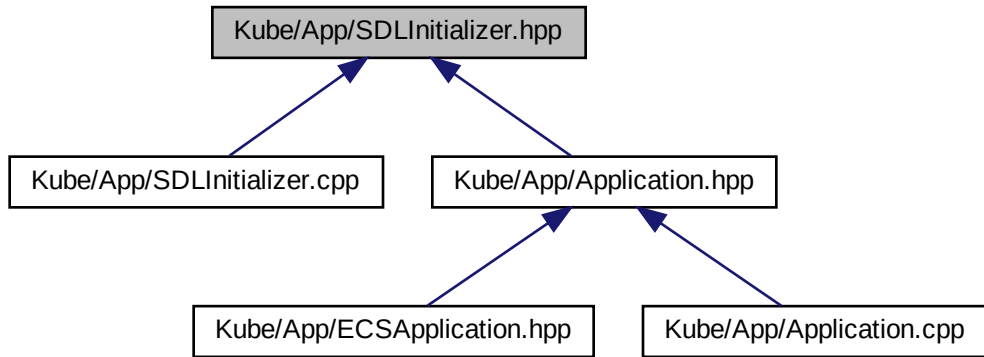 Kube/App/SDLInitializer.hpp
Kube/App/SDLInitializer.cpp
Kube/App/Application.hpp
Kube/App/ECSApplication.hpp
Kube/App/Application.cpp